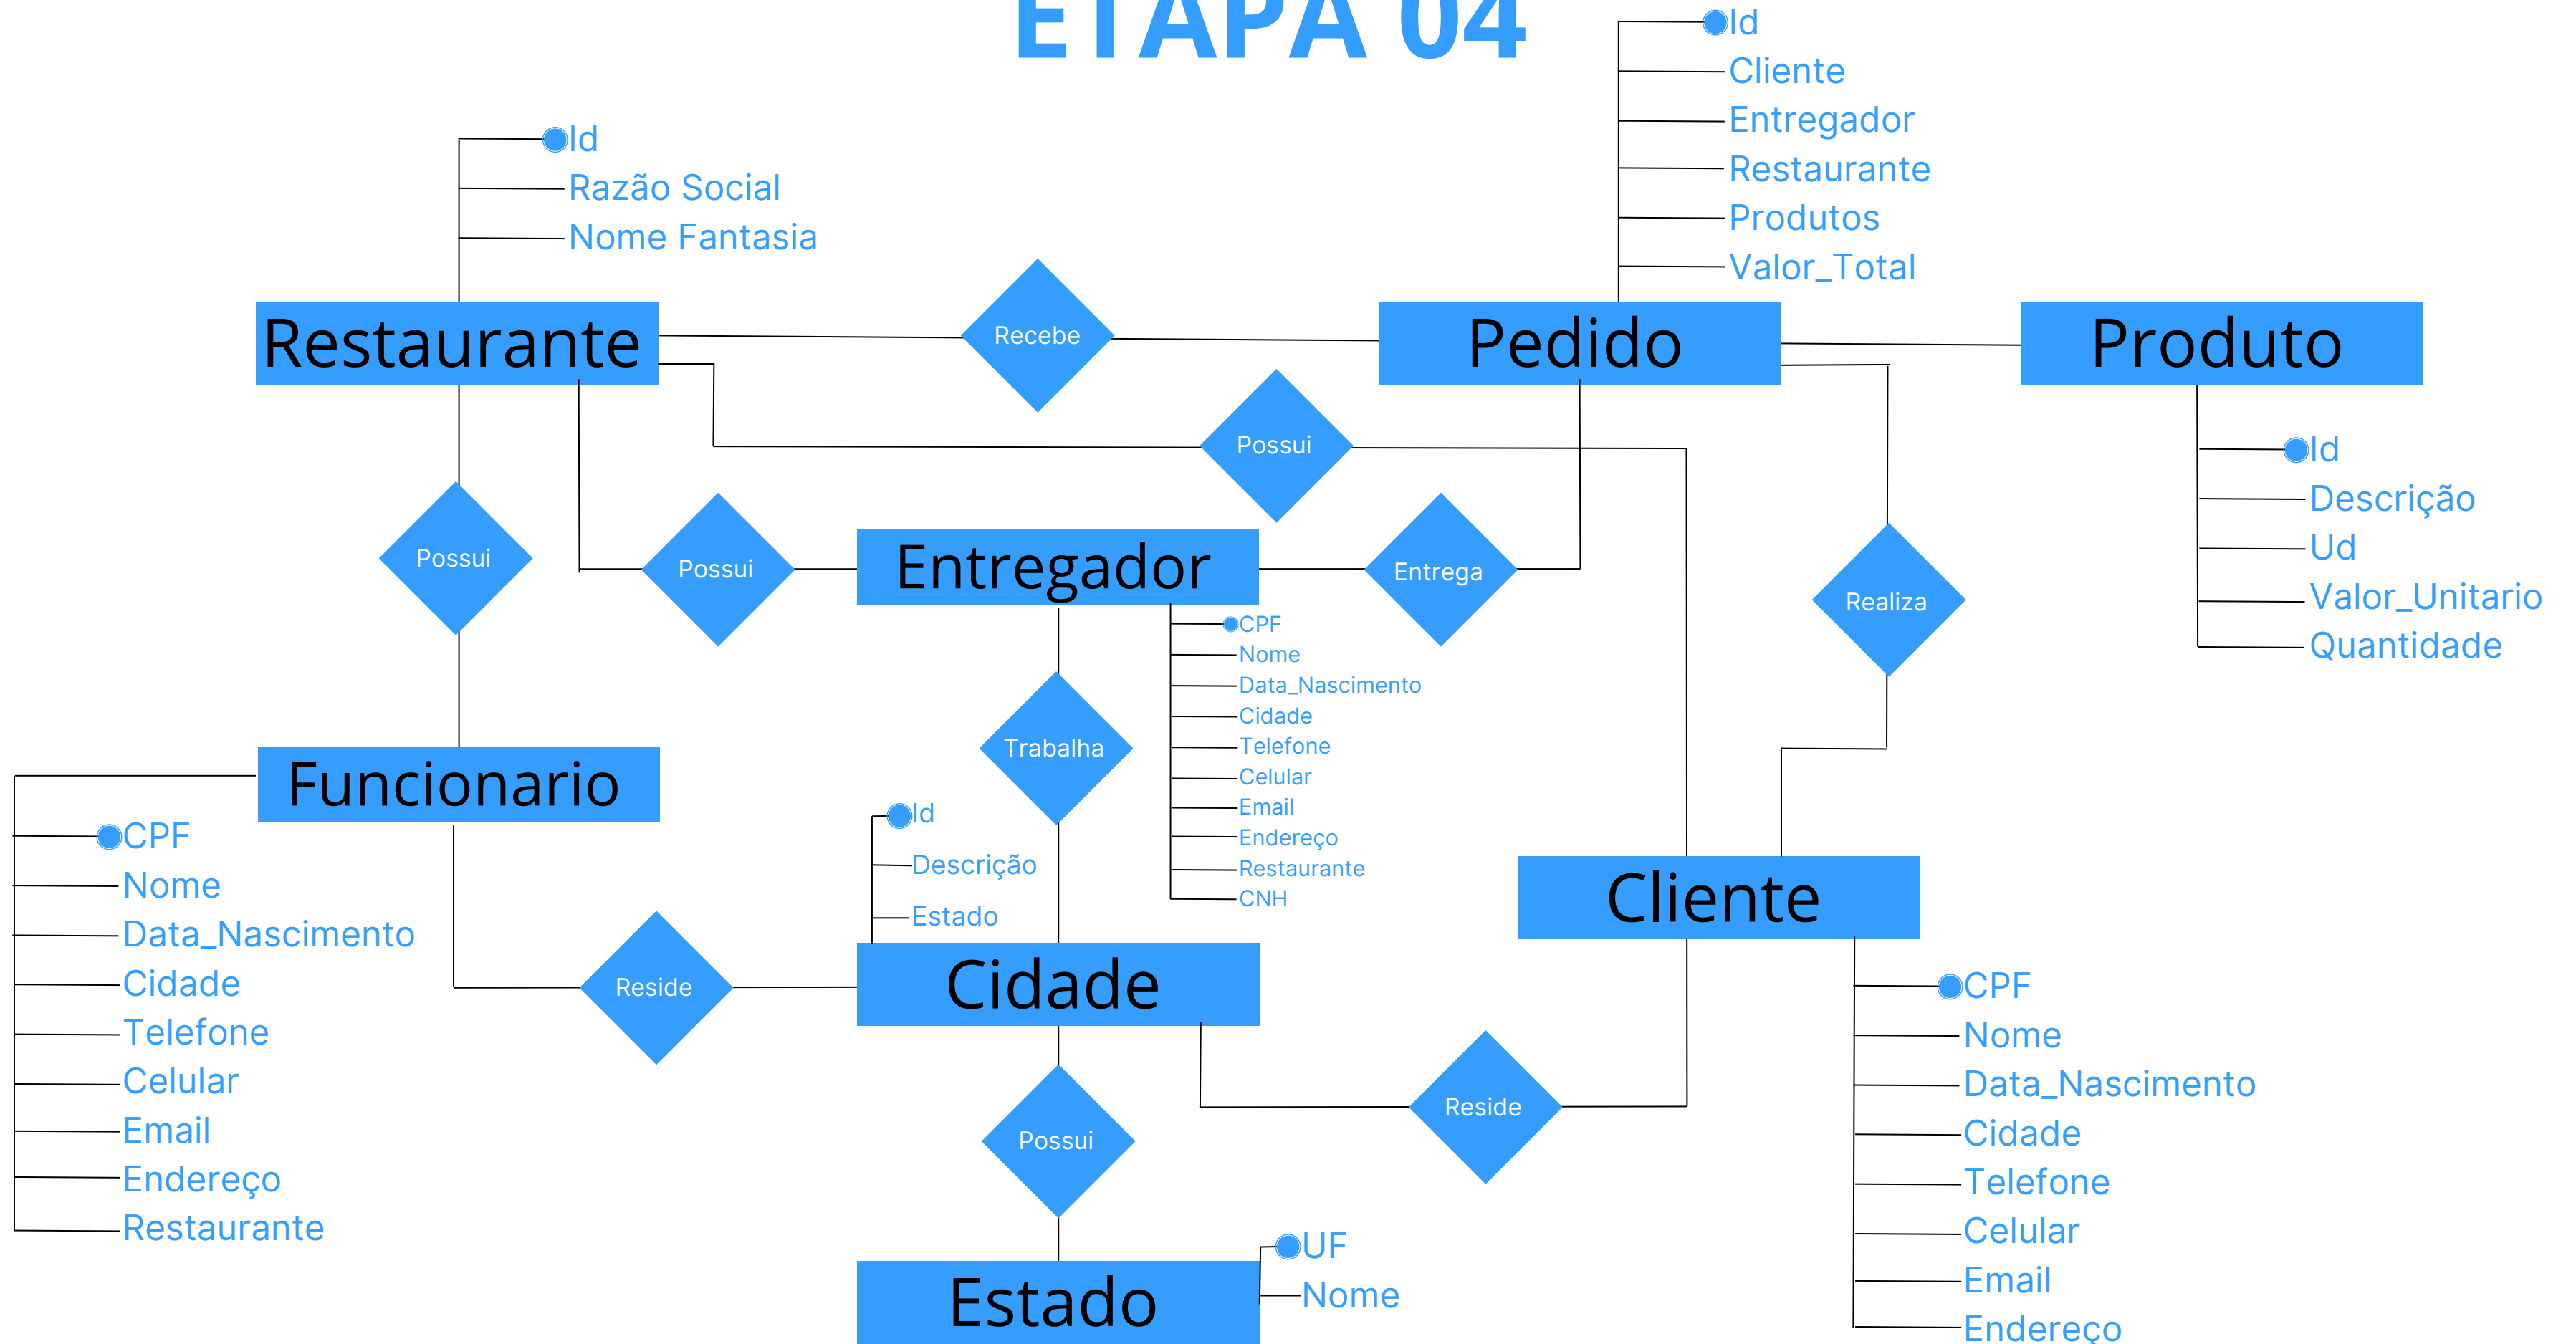 ETAPA 04
Id
Cliente
Entregador
Restaurante
Produtos
Valor_Total
Id
Razão Social
Nome Fantasia
Restaurante
Recebe
Pedido
Produto
Possui
Id
Descrição
Ud
Valor_Unitario
Quantidade
Possui
Possui
Entregador
Entrega
Realiza
CPF
Nome
Data_Nascimento
Cidade
Telefone
Celular
Email
Endereço
Restaurante
CNH
Trabalha
Funcionario
CPF
Nome
Data_Nascimento
Cidade
Telefone
Celular
Email
Endereço
Restaurante
Id
Descrição
Estado
Cliente
Reside
Cidade
CPF
Nome
Data_Nascimento
Cidade
Telefone
Celular
Email
Endereço
Reside
Possui
UF
Nome
Estado